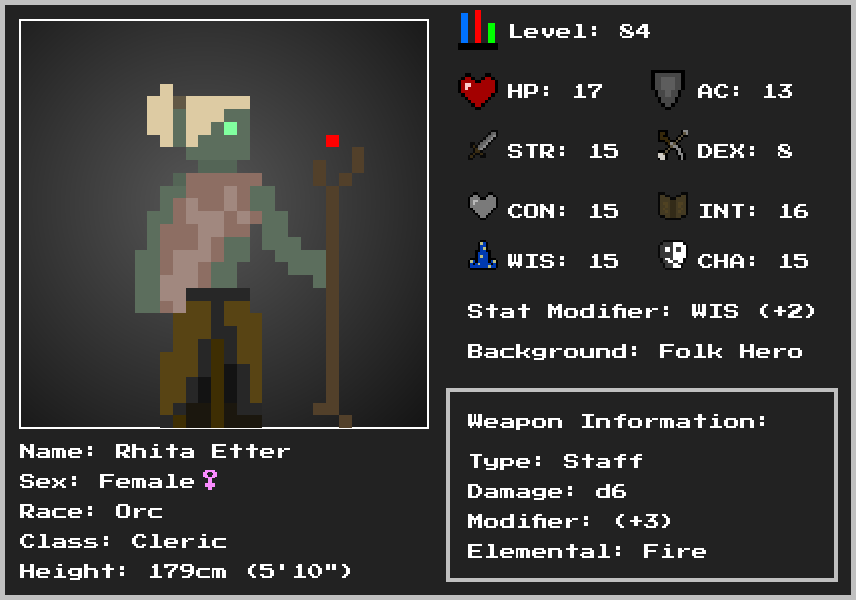 Level: 84
HP: 17 AC: 13
STR: 15 DEX: 8
CON: 15 INT: 16
WIS: 15 CHA: 15
Stat Modifier: WIS (+2)
Background: Folk Hero
Weapon Information:
Type: Staff
Damage: d6
Modifier: (+3)
Elemental: Fire
Name: Rhita Etter
Sex: Female♀
Race: Orc
Class: Cleric
Height: 179cm (5'10")